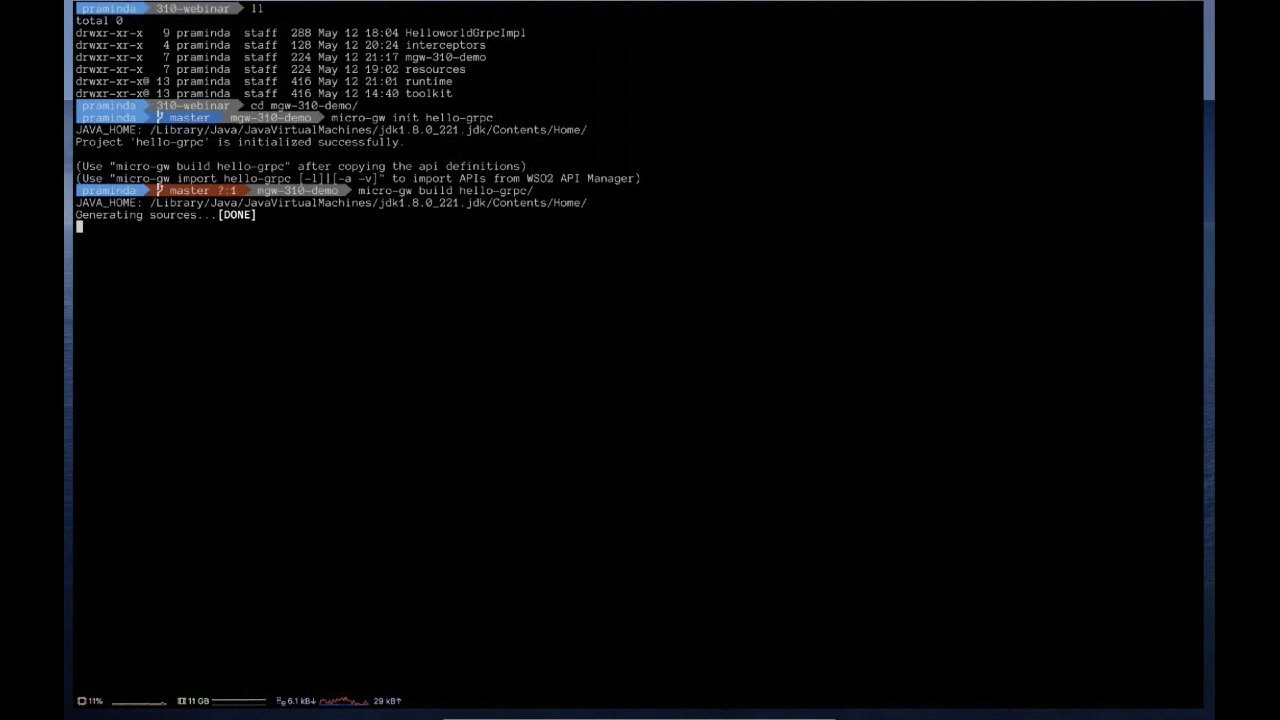 praminda 310-webinar ll
total 0
drwxr-xr-x 9 praminda staff 288 May 12 18:04 HelloworldGrpcImpl
drwxr-xr-x 4 praminda staff 128 May 12 20:24 interceptors
drwxr-xr-x 7 praminda staff 224 May 12 21:17 mgw-310-demo
drwxr-xr-x 7 praminda staff 224 May 12 19:02 resources
drwxr-xr-x@ 13 praminda staff 416 May 12 21:01 runtime
drwxr-xr-x@ 13 praminda staff 416 May 12 14:40 toolkit
praminda 310-webinar cd mgw-310-demo/
praminda master mgw-310-demo micro-gw init hello-grpc
JAVA_HOME: /Library/Java/JavaVirtualMachines/jdk1.8.0_221.jdk/Contents/Home/
Project 'hello-grpc' is initialized successfully.
(Use "micro-gw build hello-grpc" after copying the api definitions)
(Use "micro-gw import hello-grpc [-l]|[-a -v]" to import APIs from WSO2 API Manager)
praminda master ?:1 mgw-310-demo micro-gw build hello-grpc/
JAVA_HOME: /Library/Java/JavaVirtualMachines/jdk1.8.0_221.jdk/Contents/Home/
Generating sources...[DONE]
11% 11 GB 6.1 kB↓ 29 kB↑